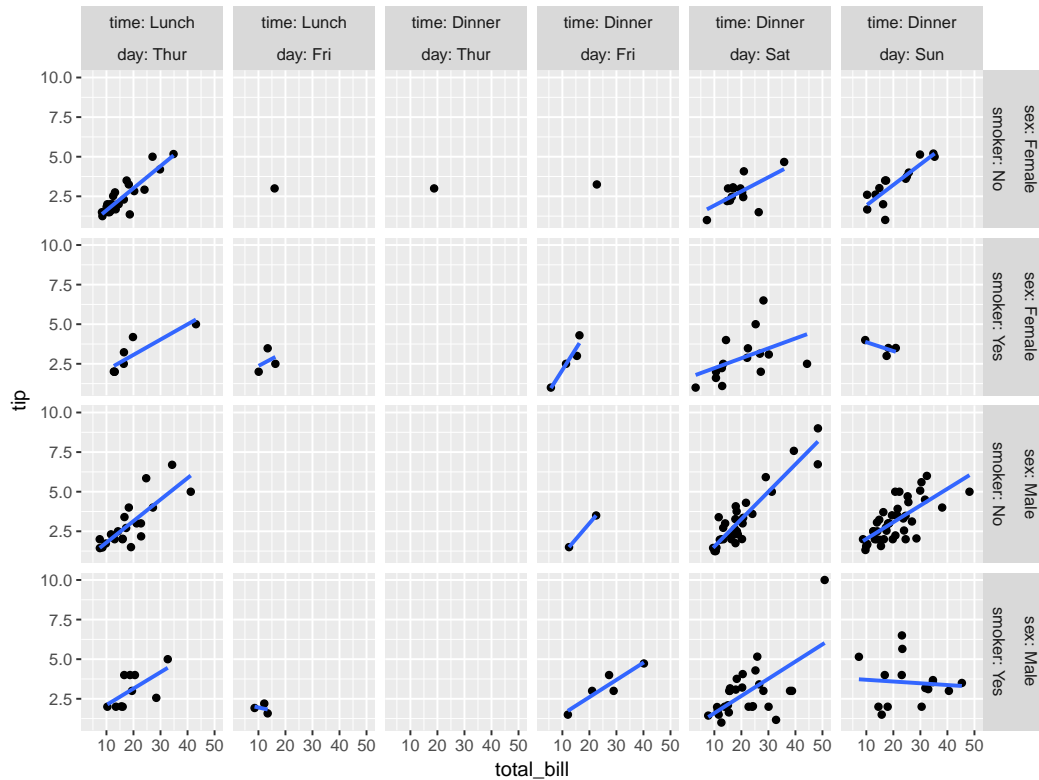 time: Lunch
time: Lunch
time: Dinner
time: Dinner
time: Dinner
time: Dinner
day: Thur
day: Fri
day: Thur
day: Fri
day: Sat
day: Sun
10.0
7.5
5.0
2.5
sex: Female
smoker: No
10.0
7.5
5.0
2.5
sex: Female
smoker: Yes
tip
10.0
7.5
5.0
2.5
sex: Male
smoker: No
10.0
7.5
5.0
2.5
sex: Male
smoker: Yes
10 20 30 40 50
10 20 30 40 50
10 20 30 40 50
10 20 30 40 50
10 20 30 40 50
10 20 30 40 50
total_bill